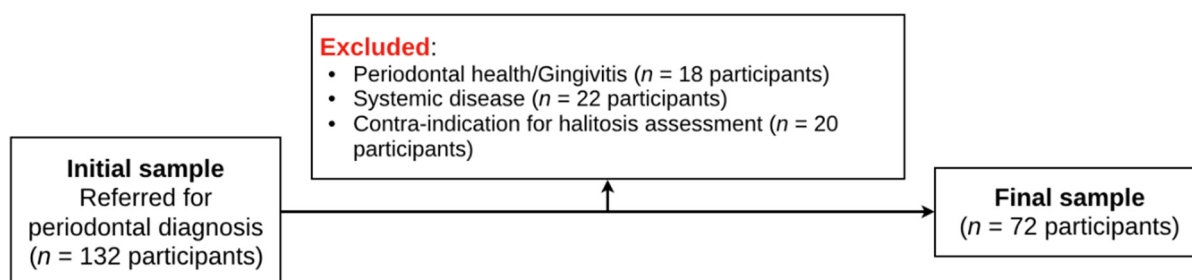 Excluded:
• Periodontal health/Gingivitis (n = 18 participants)
• Systemic disease (n = 22 participants)
• Contra-indication for halitosis assessment (n = 20
participants)
Initial sample
Referred for
periodontal diagnosis
(n = 132 participants)
Final sample
(n = 72 participants)